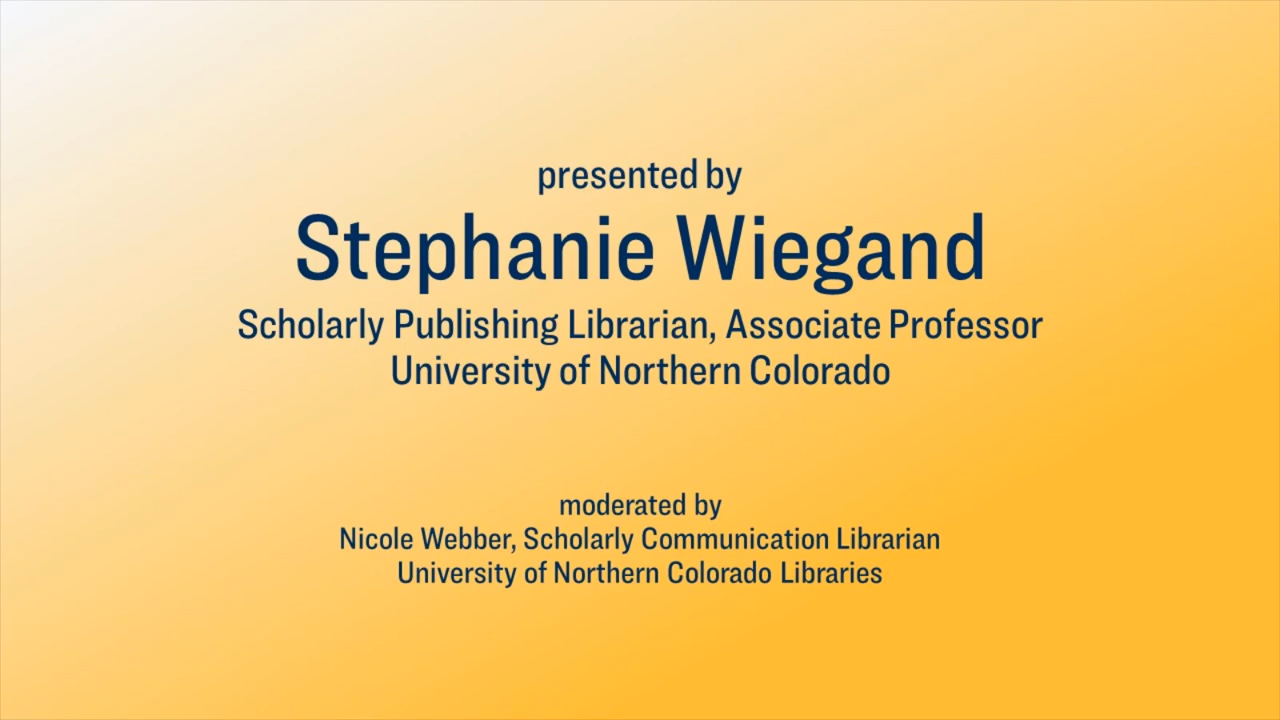 presented by
Stephanie Wiegand
Scholarly Publishing Librarian, Associate Professor
University of Northern Colorado
moderated by
Nicole Webber, Scholarly Communication Librarian
University of Northern Colorado Libraries